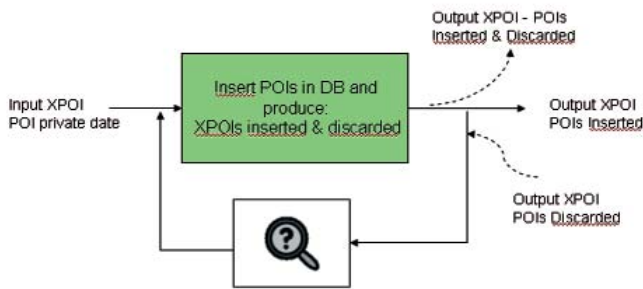 Output XPOI - POIs
Inserted & Discarded
Insert POIs in DB and
produce:
XPOIs inserted & discarded
Input XPOI
POI private date
Output XPOI
POIs Inserted
Output XPOI
POIs Discarded
?